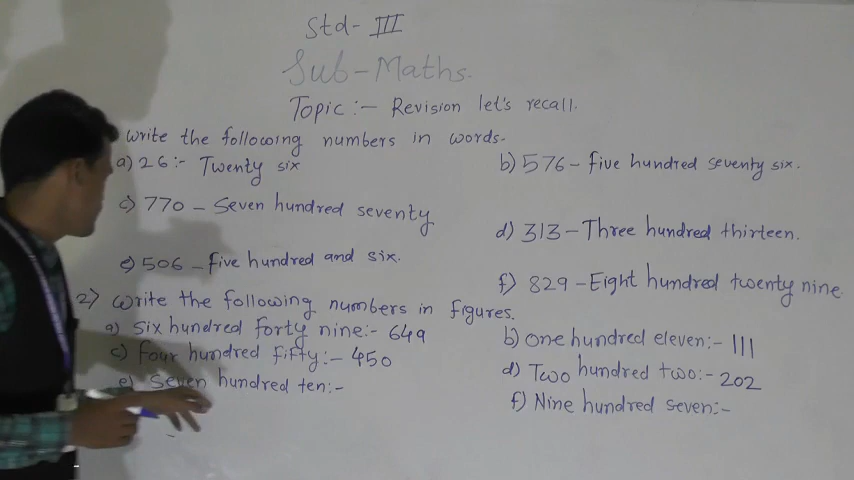 Std- III
Sub-Maths.
Topic :- Revision let's recall.
Write the following numbers in words-
a) 26 :- Twenty six
b) 576 - five hundred seventy six.
c) 770 - Seven hundred seventy
d) 313 - Three hundred thirteen.
e) 506 - five hundred and six.
f) 829 - Eight hundred twenty nine
2) Write the following numbers in figures.
a) Six hundred forty nine:- 649
b) One hundred eleven:- 111
c) four hundred fifty:- 450
d) Two hundred two:- 202
e) Seven hundred ten:-
f) Nine hundred seven:-